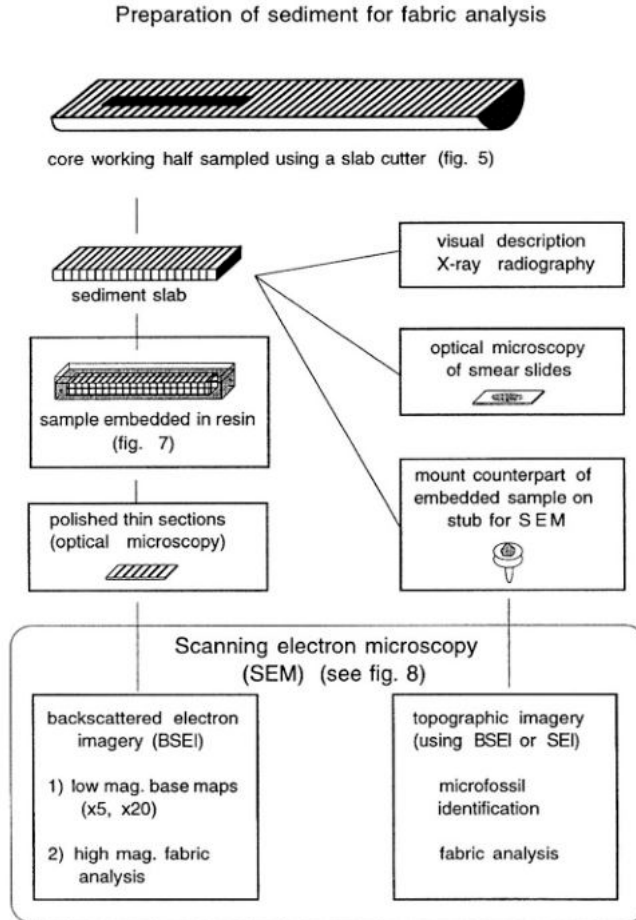 Preparation of sediment for fabric analysis
core working half sampled using a slab cutter (fig. 5)
sediment slab
visual description
X-ray radiography
optical microscopy
of smear slides
sample embedded in resin
(fig. 7)
mount counterpart of
embedded sample on
stub for SEM
polished thin sections
(optical microscopy)
Scanning electron microscopy
(SEM) (see fig. 8)
backscattered electron
imagery (BSEI)
1) low mag. base maps
(x5, x20)
2) high mag. fabric
analysis
topographic imagery
(using BSEI or SEI)
microfossil
identification
fabric analysis